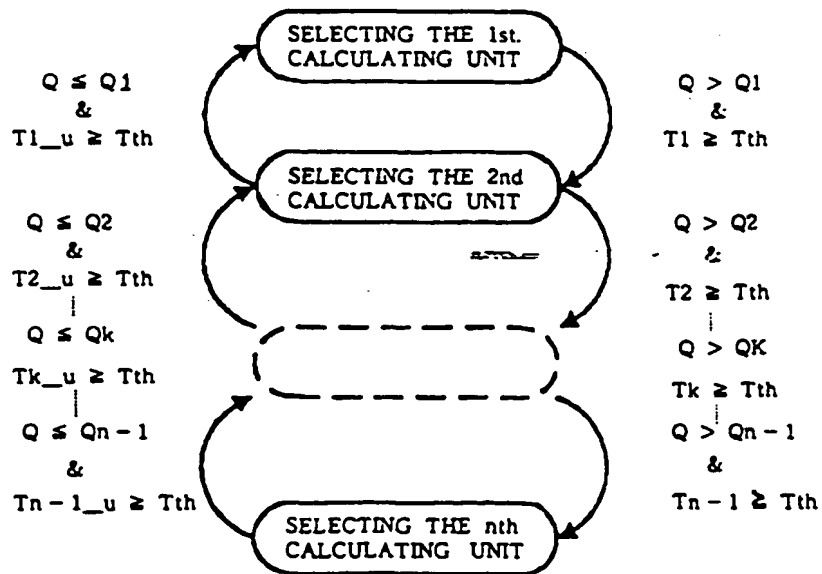 SELECTING THE 1st.
CALCULATING UNIT
Q ≦ Q1
&
T1_u ≧ Tth
Q > Q1
&
T1 ≧ Tth
SELECTING THE 2nd
CALCULATING UNIT
Q ≦ Q2
&
T2_u ≧ Tth
Q ≦ Qk
Tk_u ≧ Tth
Q ≦ Qn-1
&
Tn-1_u ≧ Tth
Q > Q2
&
T2 ≧ Tth
Q > QK
Tk ≧ Tth
Q > Qn-1
&
Tn-1 ≧ Tth
SELECTING THE nth
CALCULATING UNIT